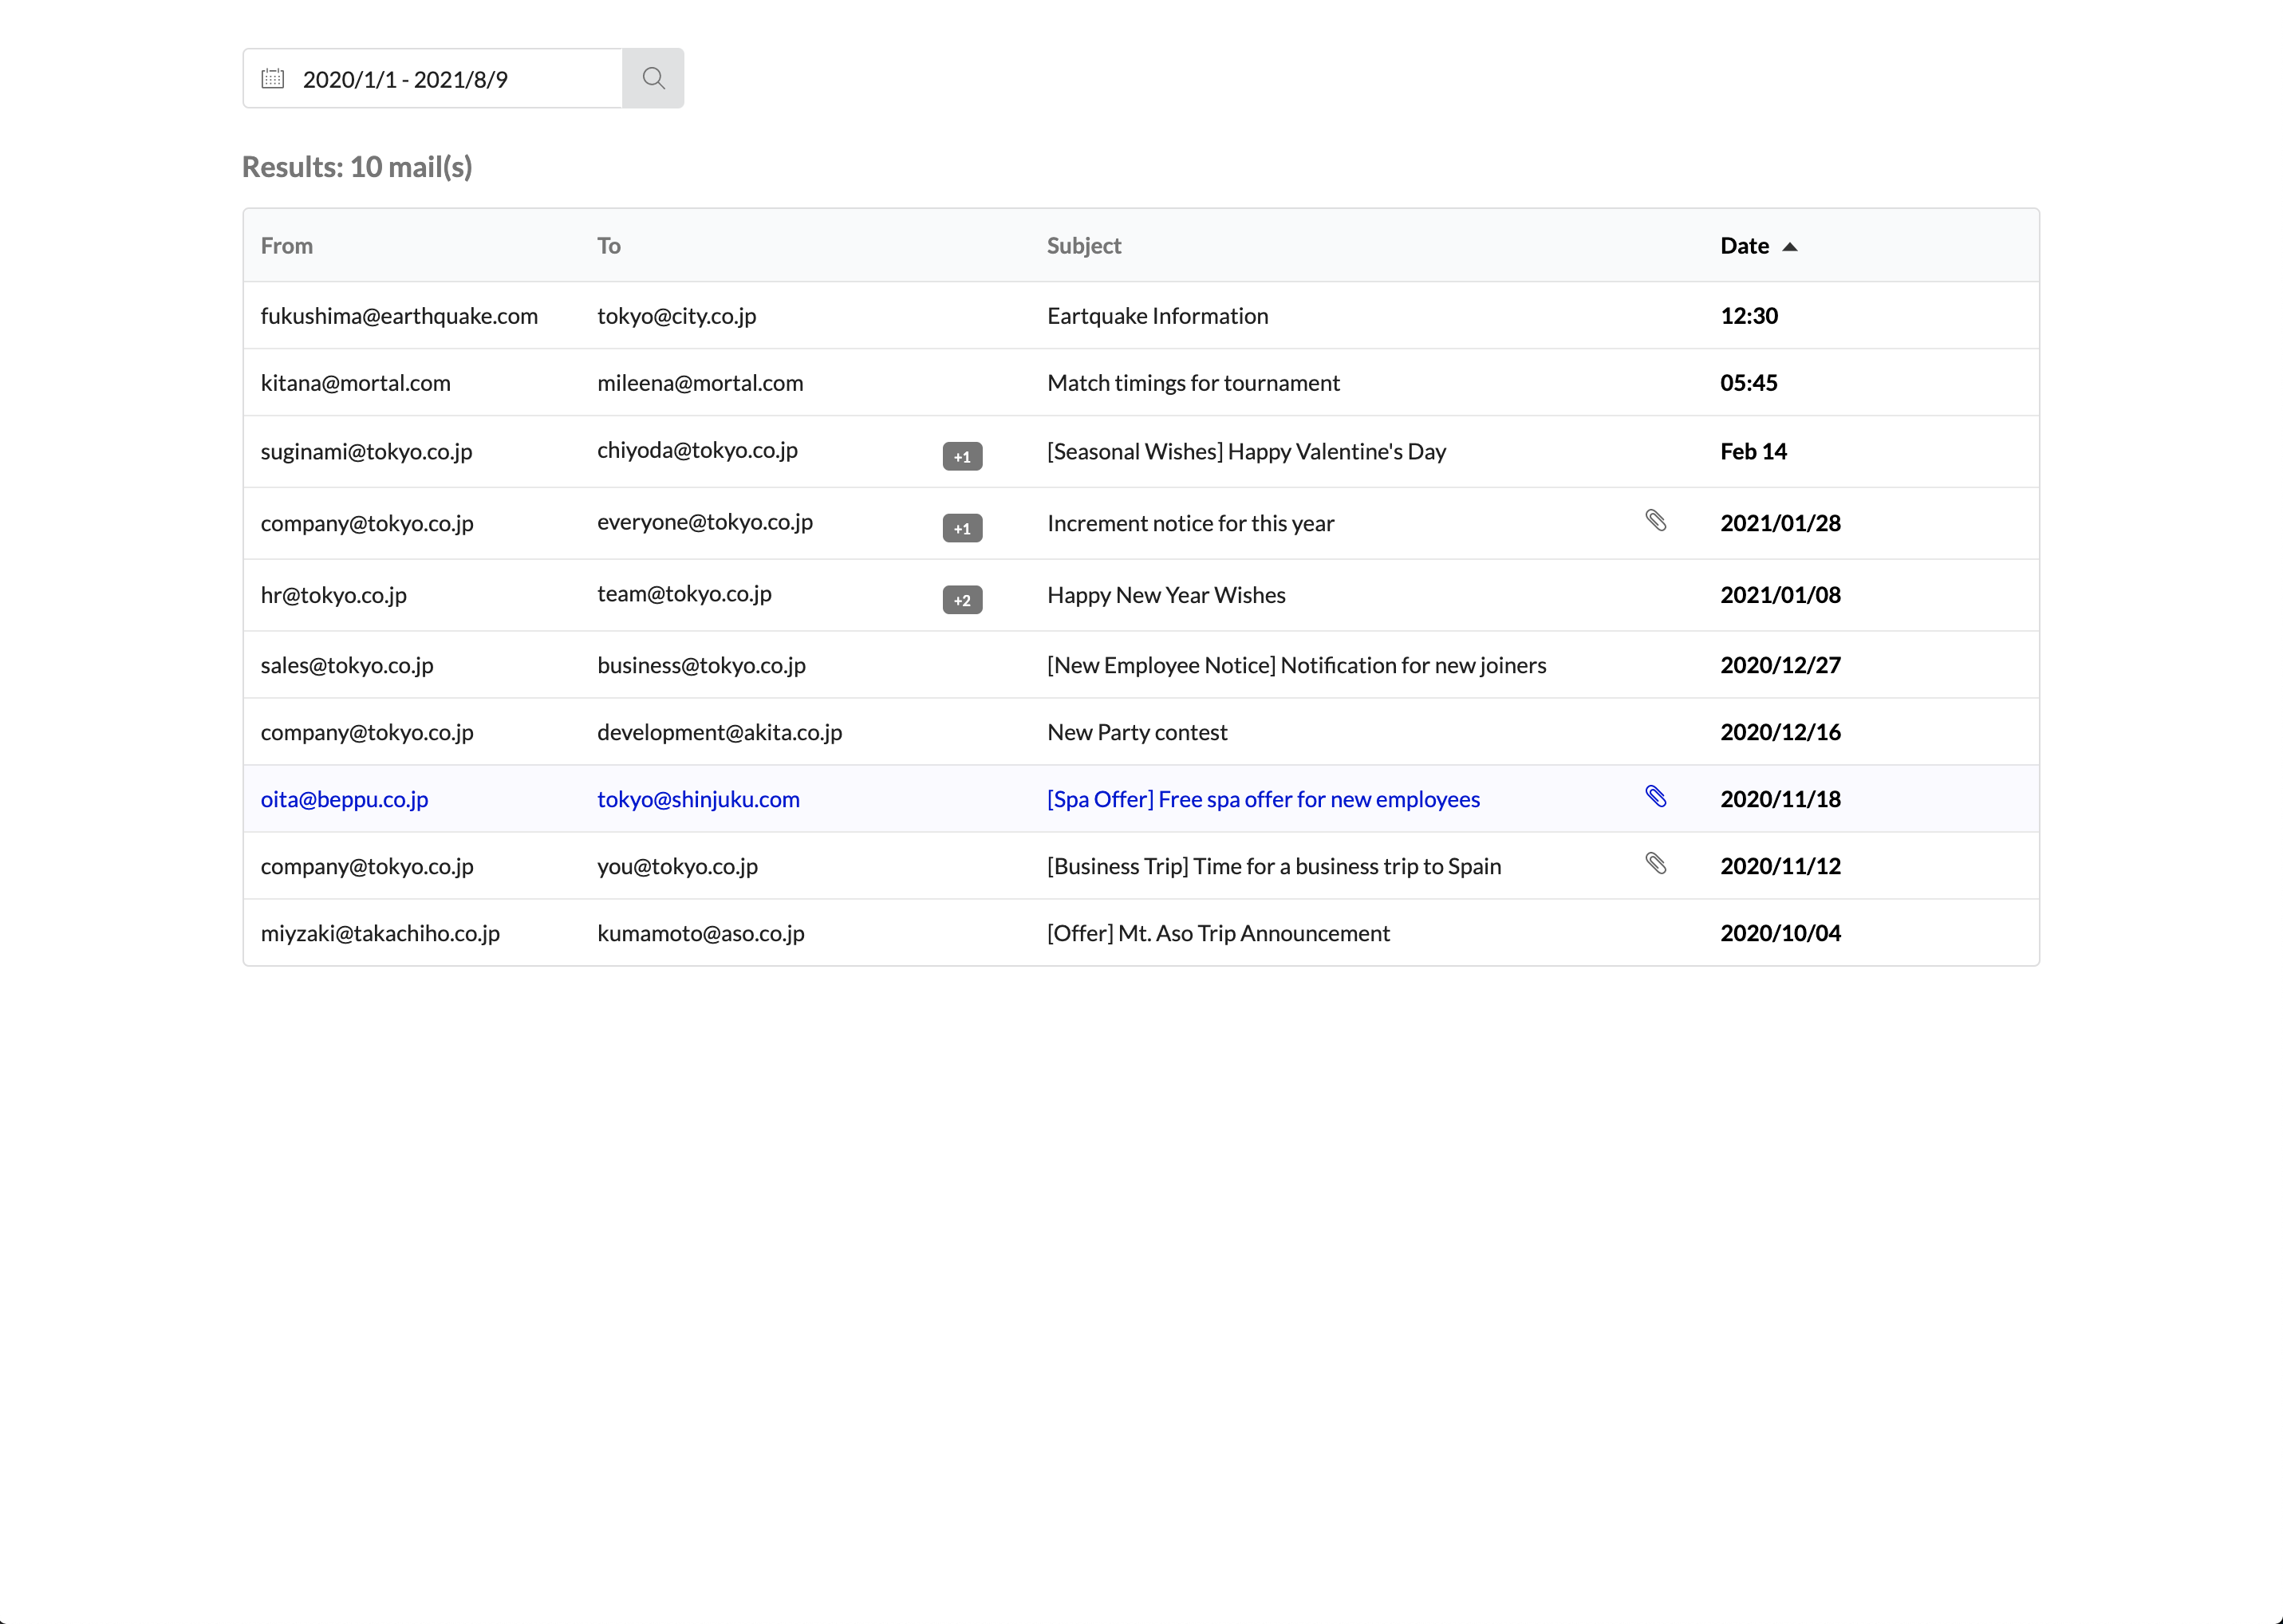 2020/1/1 - 2021/8/9
Results: 10 mail(s)
From To Subject Date
fukushima@earthquake.com tokyo@city.co.jp Eartquake Information 12:30
kitana@mortal.com mileena@mortal.com Match timings for tournament 05:45
suginami@tokyo.co.jp chiyoda@tokyo.co.jp +1 [Seasonal Wishes] Happy Valentine's Day Feb 14
company@tokyo.co.jp everyone@tokyo.co.jp +1 Increment notice for this year 2021/01/28
hr@tokyo.co.jp team@tokyo.co.jp +2 Happy New Year Wishes 2021/01/08
sales@tokyo.co.jp business@tokyo.co.jp [New Employee Notice] Notification for new joiners 2020/12/27
company@tokyo.co.jp development@akita.co.jp New Party contest 2020/12/16
oita@beppu.co.jp tokyo@shinjuku.com [Spa Offer] Free spa offer for new employees 2020/11/18
company@tokyo.co.jp you@tokyo.co.jp [Business Trip] Time for a business trip to Spain 2020/11/12
miyzaki@takachiho.co.jp kumamoto@aso.co.jp [Offer] Mt. Aso Trip Announcement 2020/10/04